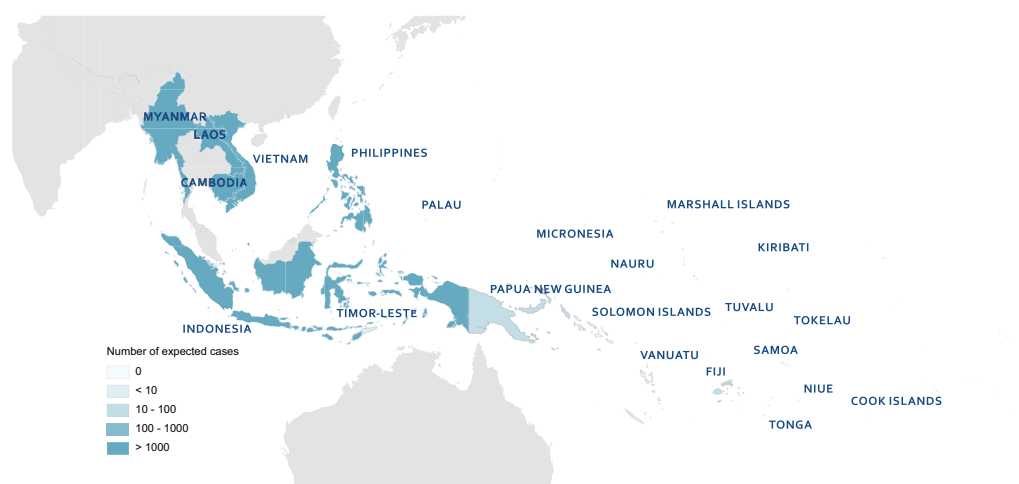 MYANMAR
LAOS
VIETNAM
PHILIPPINES
CAMBODIA
PALAU
MARSHALL ISLANDS
MICRONESIA
KIRIBATI
NAURU
PAPUA NEW GUINEA
TUVALU
SOLOMON ISLANDS
TIMOR-LESTE
TOKELAU
INDONESIA
SAMOA
VANUATU
FIJI
NIUE
COOK ISLANDS
TONGA
Number of expected cases
0
< 10
10 - 100
100 - 1000
> 1000